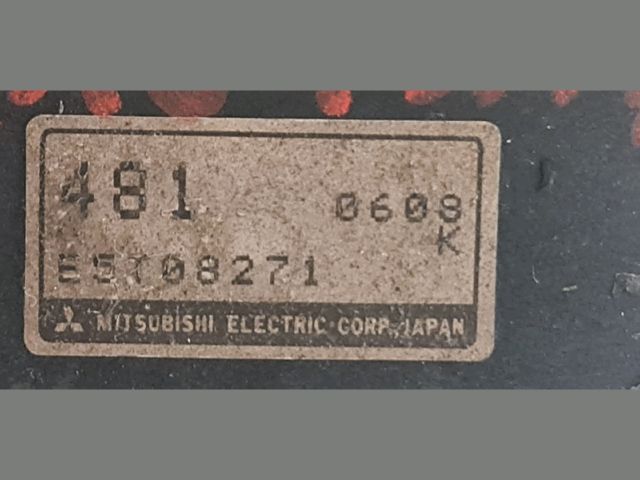 481 0608
K
E5T08271
MITSUBISHI ELECTRIC CORP. JAPAN